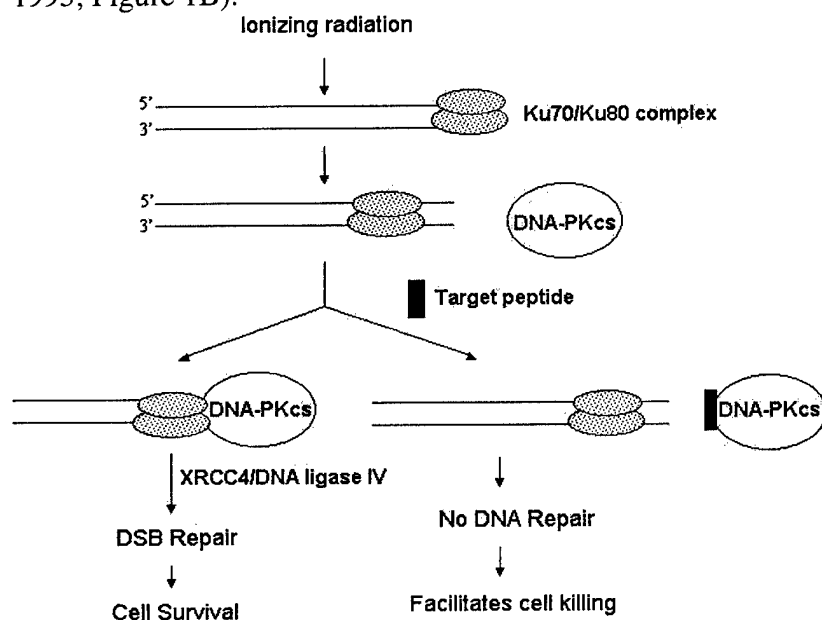 1993; Figure 1B).
Ionizing radiation
5'
3'
Ku70/Ku80 complex
5'
3'
DNA-PKcs
Target peptide
DNA-PKcs
DNA-PKcs
XRCC4/DNA ligase IV
No DNA Repair
DSB Repair
Facilitates cell killing
Cell Survival